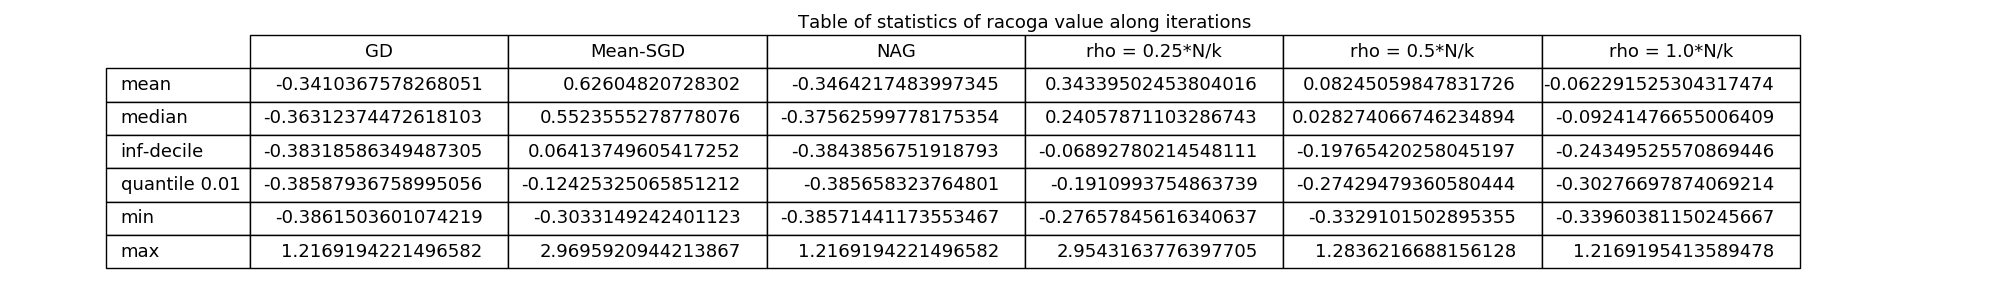 Table of statistics of racoga value along iterations
GD Mean-SGD NAG rho = 0.25*N/k rho = 0.5*N/k rho = 1.0*N/k
mean -0.3410367578268051 0.62604820728302 -0.3464217483997345 0.34339502453804016 0.08245059847831726 -0.062291525304317474
median -0.36312374472618103 0.5523555278778076 -0.37562599778175354 0.24057871103286743 0.028274066746234894 -0.09241476655006409
inf-decile -0.38318586349487305 0.06413749605417252 -0.3843856751918793 -0.06892780214548111 -0.19765420258045197 -0.24349525570869446
quantile 0.01 -0.38587936758995056 -0.12425325065851212 -0.385658323764801 -0.1910993754863739 -0.27429479360580444 -0.30276697874069214
min -0.3861503601074219 -0.3033149242401123 -0.38571441173553467 -0.27657845616340637 -0.3329101502895355 -0.33960381150245667
max 1.2169194221496582 2.9695920944213867 1.2169194221496582 2.9543163776397705 1.2836216688156128 1.2169195413589478